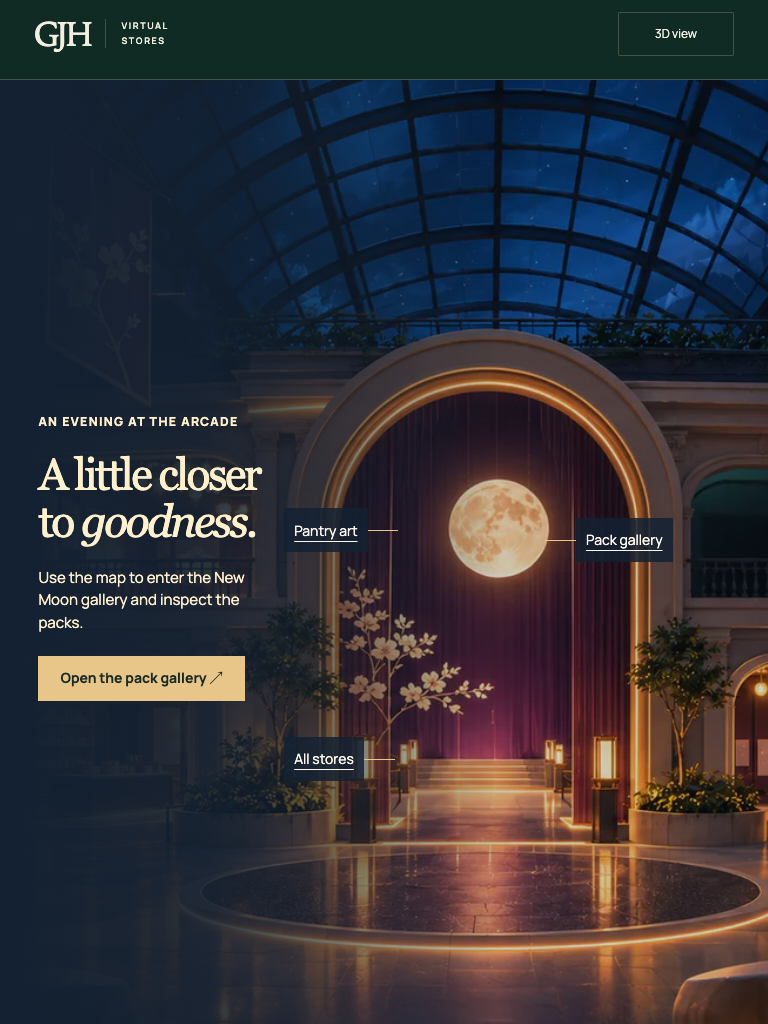 GJH
VIRTUAL
STORES
3D view
AN EVENING AT THE ARCADE
A little closer
to goodness.
Pantry art
Pack gallery
Use the map to enter the New
Moon gallery and inspect the
packs.
Open the pack gallery ↗
All stores